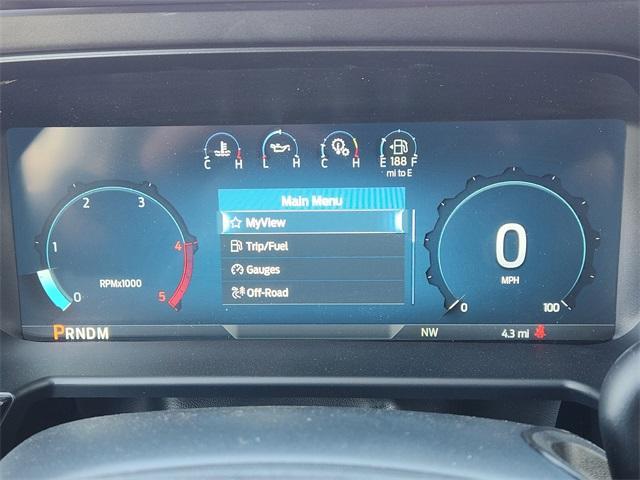 C H L H C H E 188 F
mi to E
Main Menu
MyView
Trip/Fuel
Gauges
Off-Road
0 1 2 3 4 5
RPMx1000
0
MPH
0 100
PRNDM
NW
4.3 mi